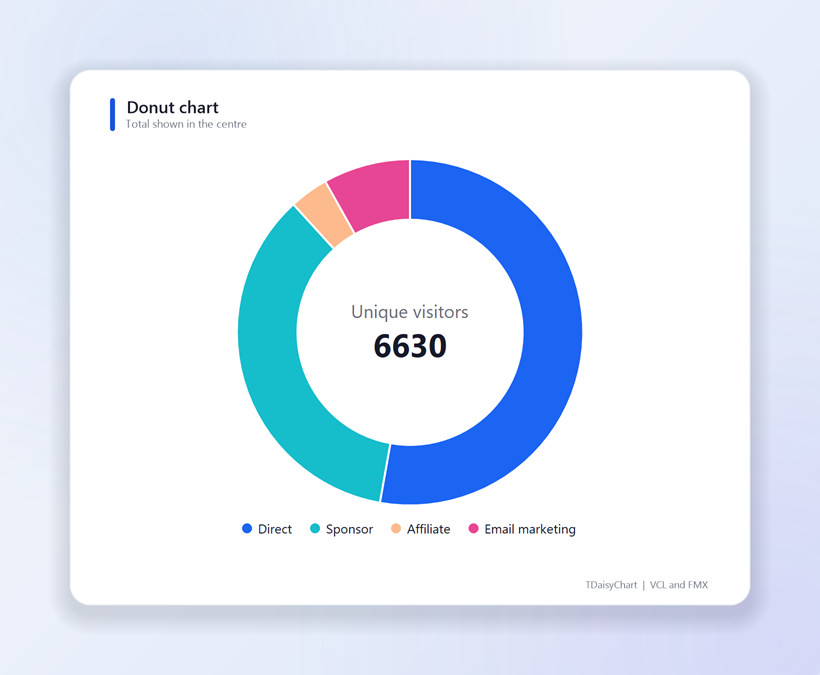 Donut chart
Total shown in the centre
Unique visitors
6630
Direct
Sponsor
Affiliate
Email marketing
TDaisyChart | VCL and FMX